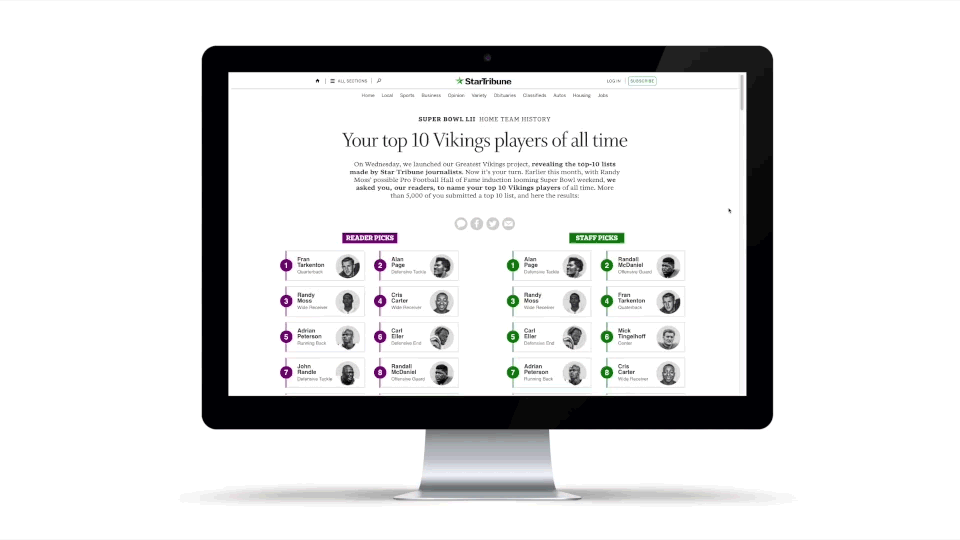 ALL SECTIONS
StarTribune
LOG IN
SUBSCRIBE
Home Local Sports Business Opinion Variety Obituaries Classifieds Autos Housing Jobs
SUPER BOWL LII HOME TEAM HISTORY
Your top 10 Vikings players of all time
On Wednesday, we launched our Greatest Vikings project, revealing the top-10 lists
made by Star Tribune journalists. Now it's your turn. Earlier this month, with Randy
Moss' possible Pro Football Hall of Fame induction looming Super Bowl weekend, we
asked you, our readers, to name your top 10 Vikings players of all time. More
than 5,000 of you submitted a top 10 list, and here the results:
READER PICKS
1
Fran
Tarkenton
Quarterback
2
Alan
Page
Defensive Tackle
3
Randy
Moss
Wide Receiver
4
Cris
Carter
Wide Receiver
5
Adrian
Peterson
Running Back
6
Carl
Eller
Defensive End
7
John
Randle
Defensive Tackle
8
Randall
McDaniel
Offensive Guard
STAFF PICKS
1
Alan
Page
Defensive Tackle
2
Randall
McDaniel
Offensive Guard
3
Randy
Moss
Wide Receiver
4
Fran
Tarkenton
Quarterback
5
Carl
Eller
Defensive End
6
Mick
Tingelhoff
Center
7
Adrian
Peterson
Running Back
8
Cris
Carter
Wide Receiver